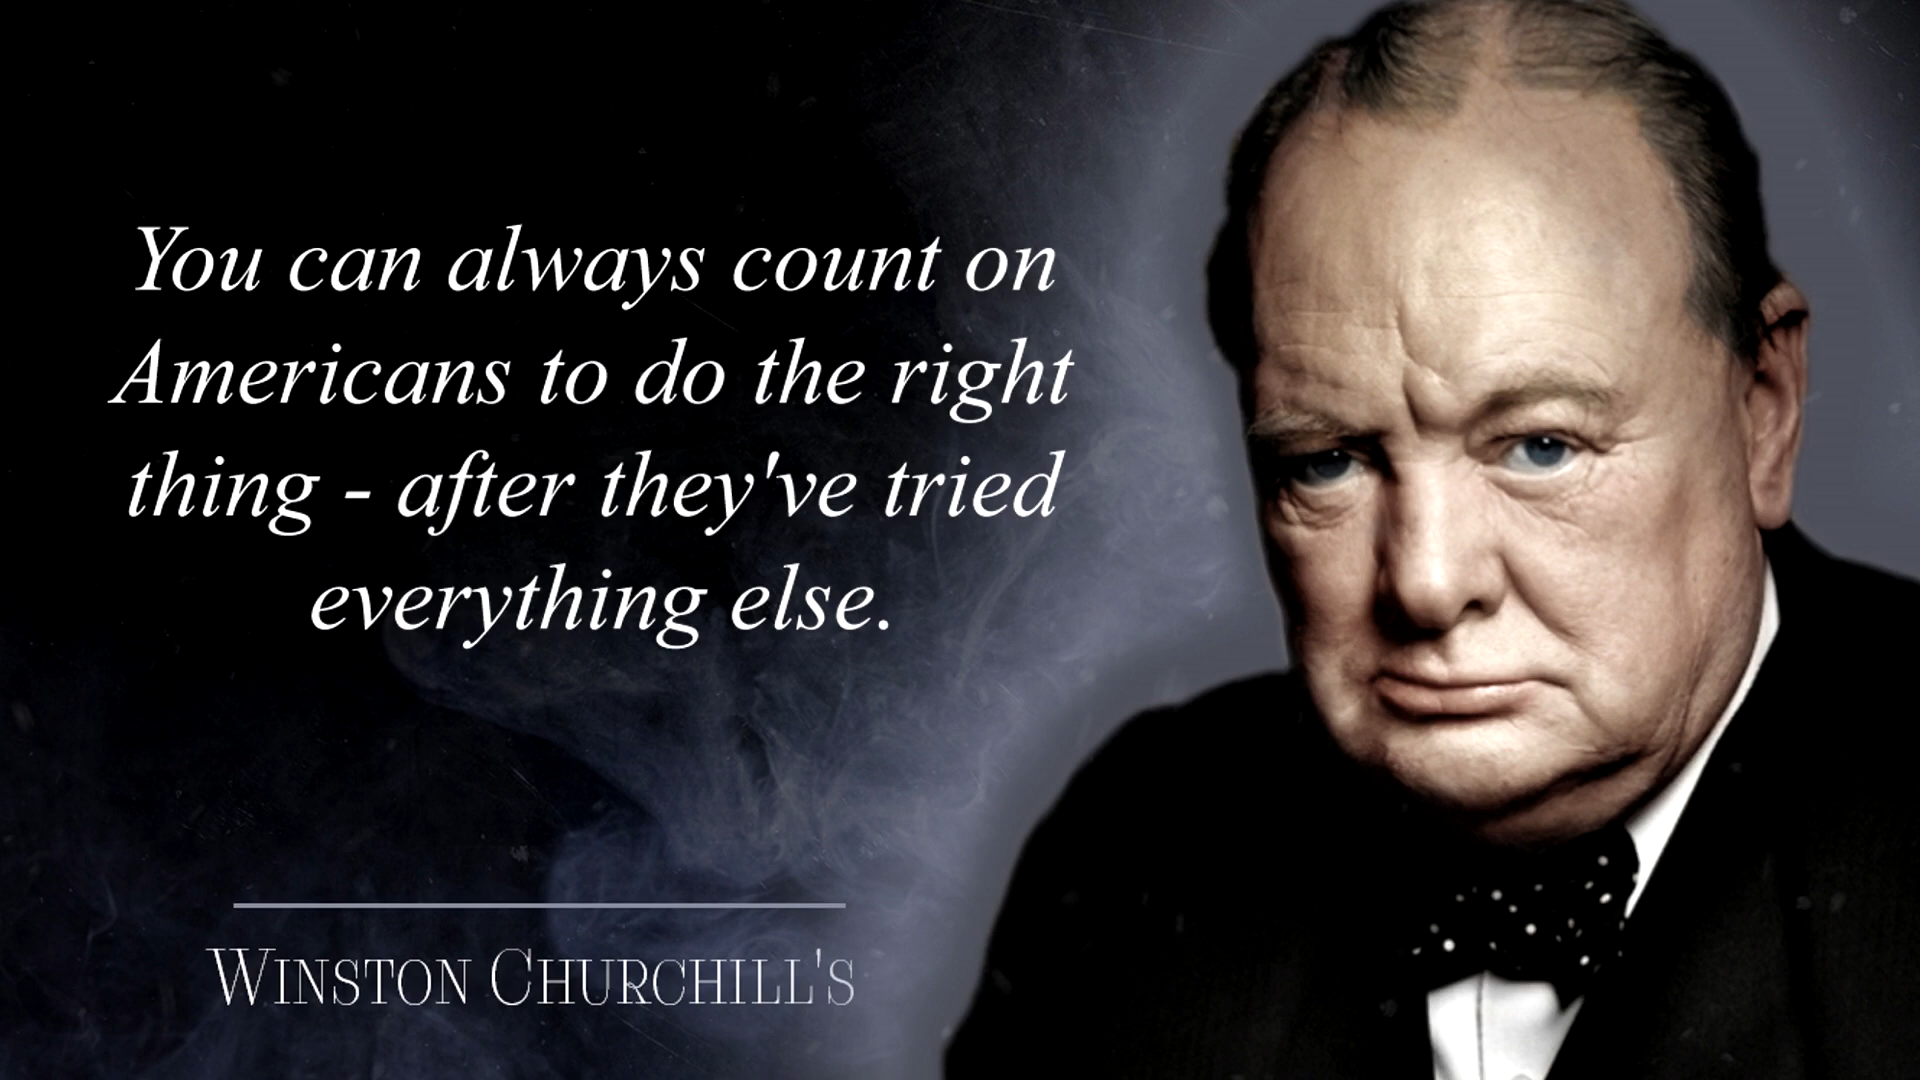 You can always count on
Americans to do the right
thing - after they've tried
everything else.
WINSTON CHURCHILL'S